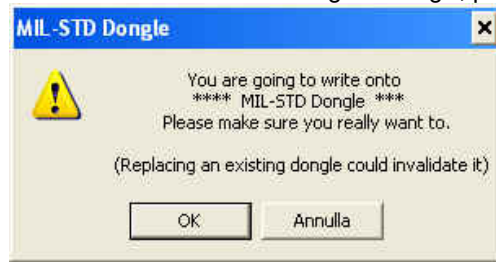 MIL-STD Dongle
You are going to write onto
**** MIL-STD Dongle ***
Please make sure you really want to.
(Replacing an existing dongle could invalidate it)
OK Annulla